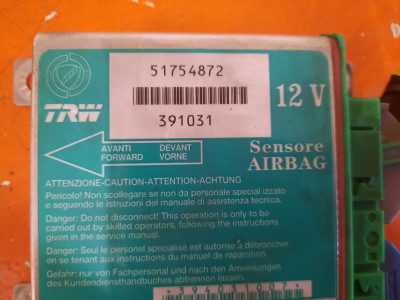 51754872
TRW
391031
12 V
AVANTI DEVANT
FORWARD VORNE
Sensore
AIRBAG
ATTENZIONE-CAUTION-ATTENTION-ACHTUNG
Pericolo! Non scollegare se non da personale specializzato
e seguendo le istruzioni del manuale di assistenza tecnica.
Danger: Do not disconnect! This operation is only to be
carried out by skilled operators, following the instructions
given in the service manual.
Danger: Seul le personnel specialisé est autorisé a debrancher
en se tenant aux instructions du manuel de reparation.
Gefahr: nur von Fachpersonal und nach den Anweisungen
des Kundendiensthandbuches abtrennen lassen.